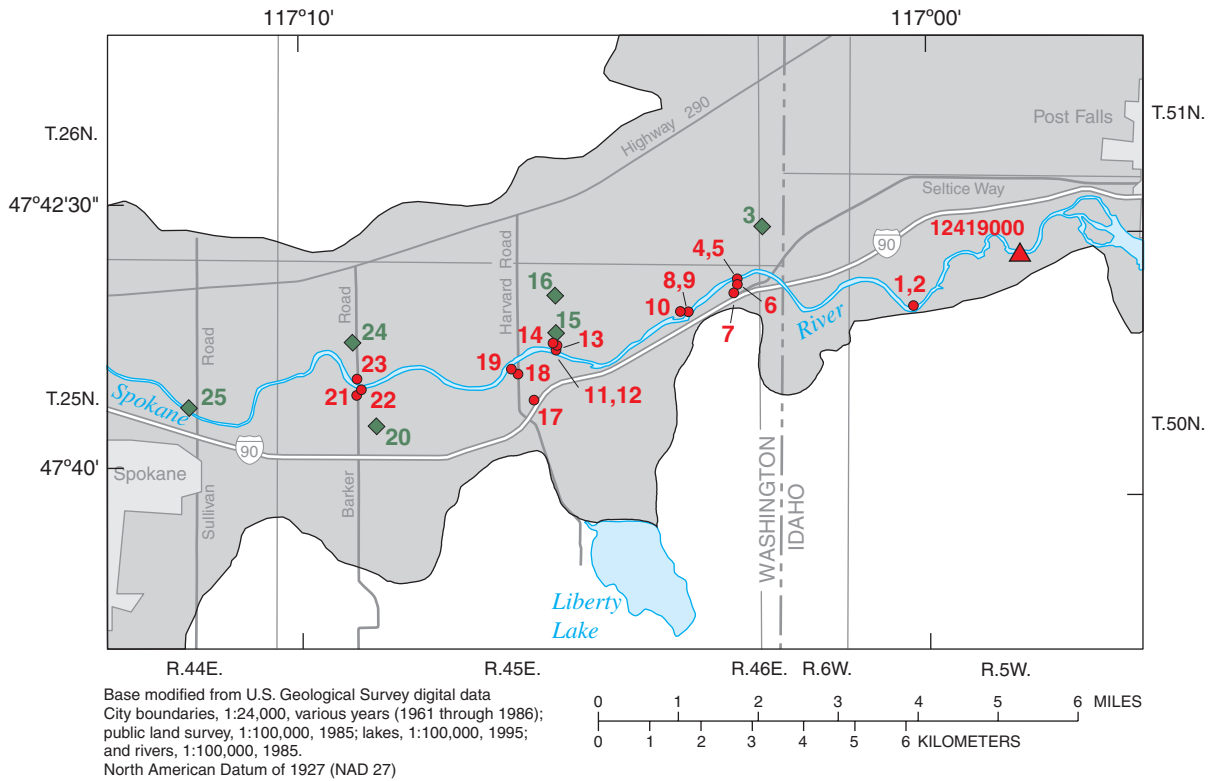 117°10'
117°00'
T.26N.
T.51N.
Post Falls
Highway 290
Seltice Way
47°42'30"
3
12419000
90
4,5
Harvard Road
16
8,9
1,2
10
6
River
15
Road
24
14
13
7
Road
23
19
18
11,12
Spokane
25
21
22
17
T.25N.
20
T.50N.
90
47°40'
Spokane
Sullivan
Barker
WASHINGTON
IDAHO
Liberty
Lake
R.44E.
R.45E.
R.46E.
R.6W.
R.5W.
Base modified from U.S. Geological Survey digital data
City boundaries, 1:24,000, various years (1961 through 1986);
public land survey, 1:100,000, 1985; lakes, 1:100,000, 1995;
and rivers, 1:100,000, 1985.
North American Datum of 1927 (NAD 27)
0 1 2 3 4 5 6 MILES
0 1 2 3 4 5 6 KILOMETERS